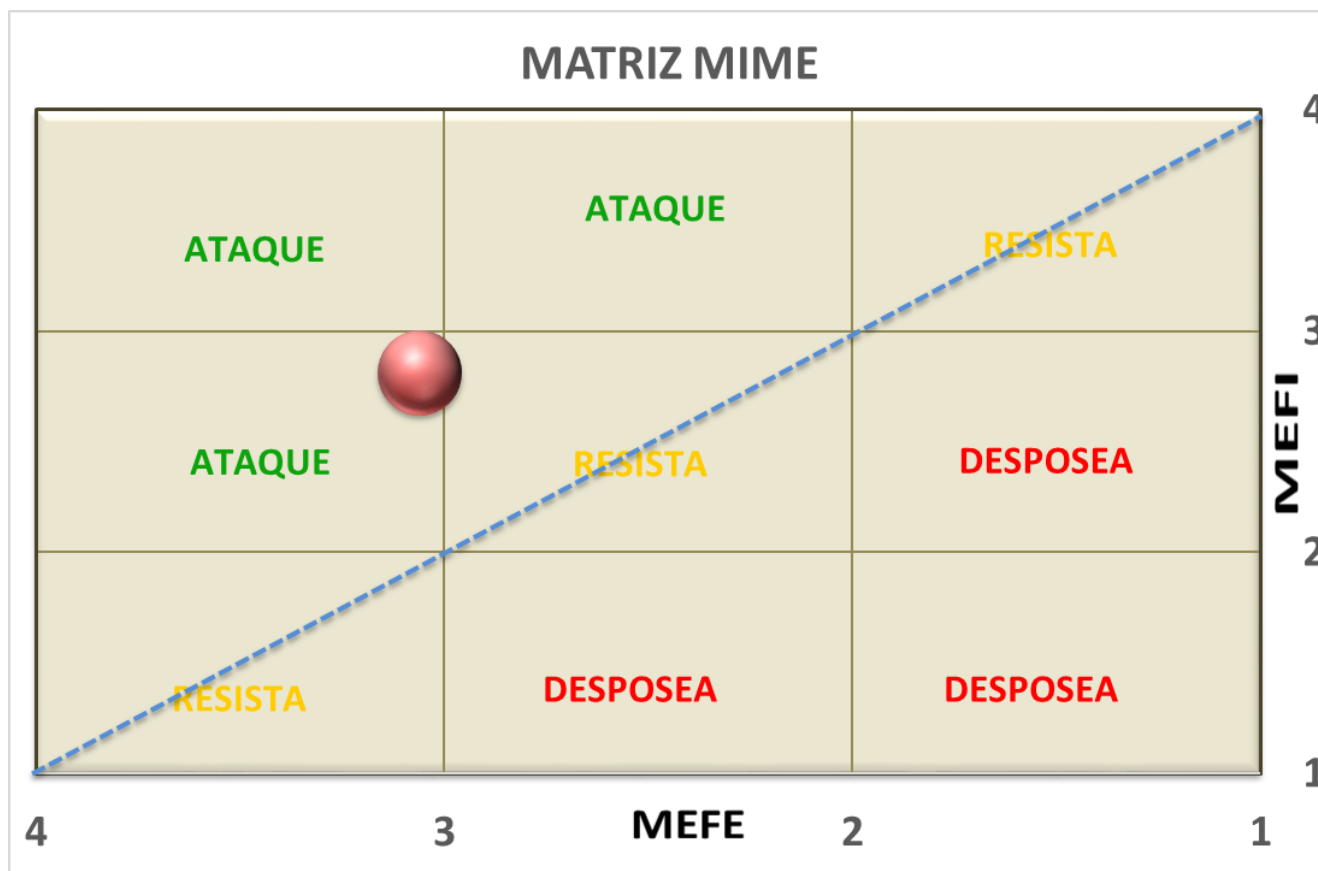 MATRIZ MIME
4
ATAQUE
ATAQUE
RESISTA
3
MEFI
ATAQUE
RESISTA
DESPOSEA
2
RESISTA
DESPOSEA
DESPOSEA
1
4
3
MEFE
2
1